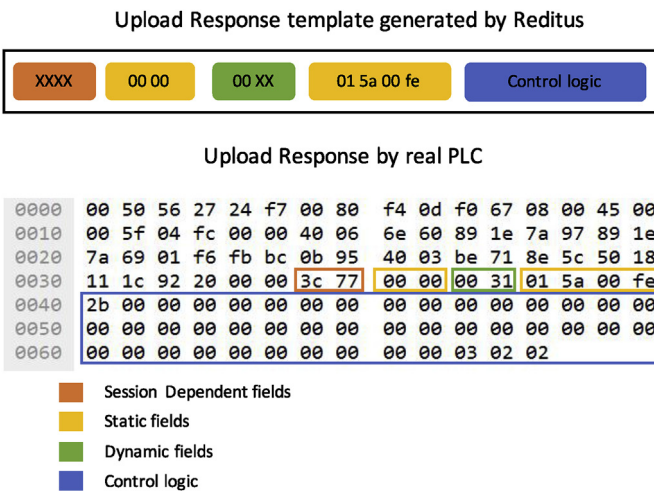 Upload Response template generated by Reditus
XXXX 00 00 00 XX 01 5a 00 fe Control logic
Upload Response by real PLC
0000 00 50 56 27 24 f7 00 80 f4 0d f0 67 08 00 45 00
0010 00 5f 04 fc 00 00 40 06 6e 60 89 1e 7a 97 89 1e
0020 7a 69 01 f6 fb bc 0b 95 40 03 be 71 8e 5c 50 18
0030 11 1c 92 20 00 00 3c 77 00 00 00 31 01 5a 00 fe
0040 2b 00 00 00 00 00 00 00 00 00 00 00 00 00 00 00
0050 00 00 00 00 00 00 00 00 00 00 00 00 00 00 00 00
0060 00 00 00 00 00 00 00 00 00 00 03 02 02
Session Dependent fields
Static fields
Dynamic fields
Control logic